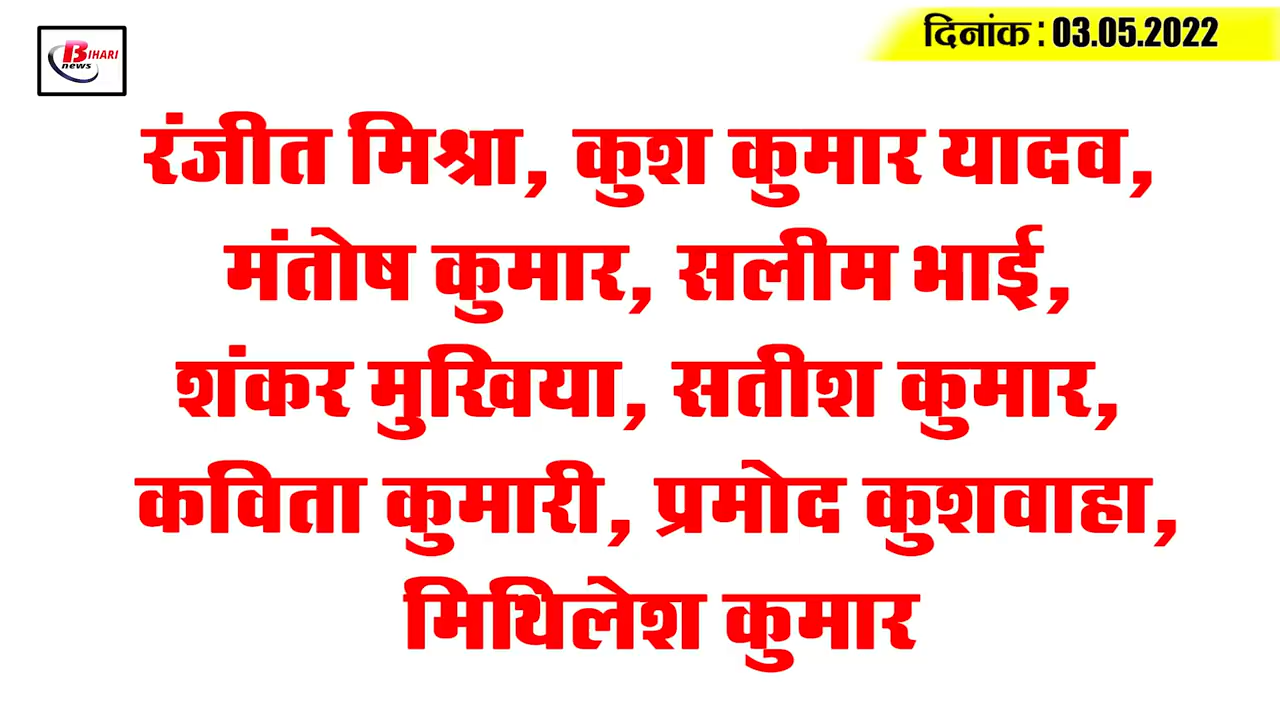 BIHARI
news
दिनांक : 03.05.2022
रंजीत मिश्रा, कुश कुमार यादव,
मंतोष कुमार, सलीम भाई,
शंकर मुखिया, सतीश कुमार,
कविता कुमारी, प्रमोद कुशवाहा,
मिथिलेश कुमार